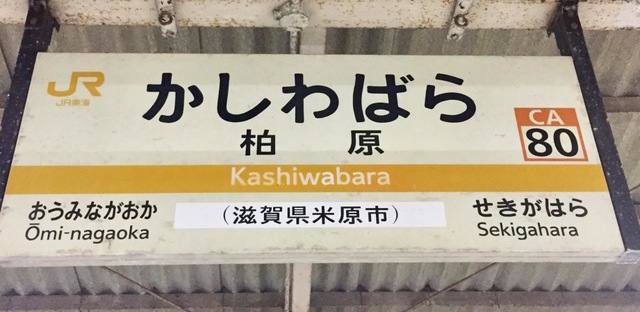 JR
JR東海
かしわばら
柏原
CA
80
Kashiwabara
おうみながおか
Ōmi-nagaoka
(滋賀県米原市)
せきがはら
Sekigahara